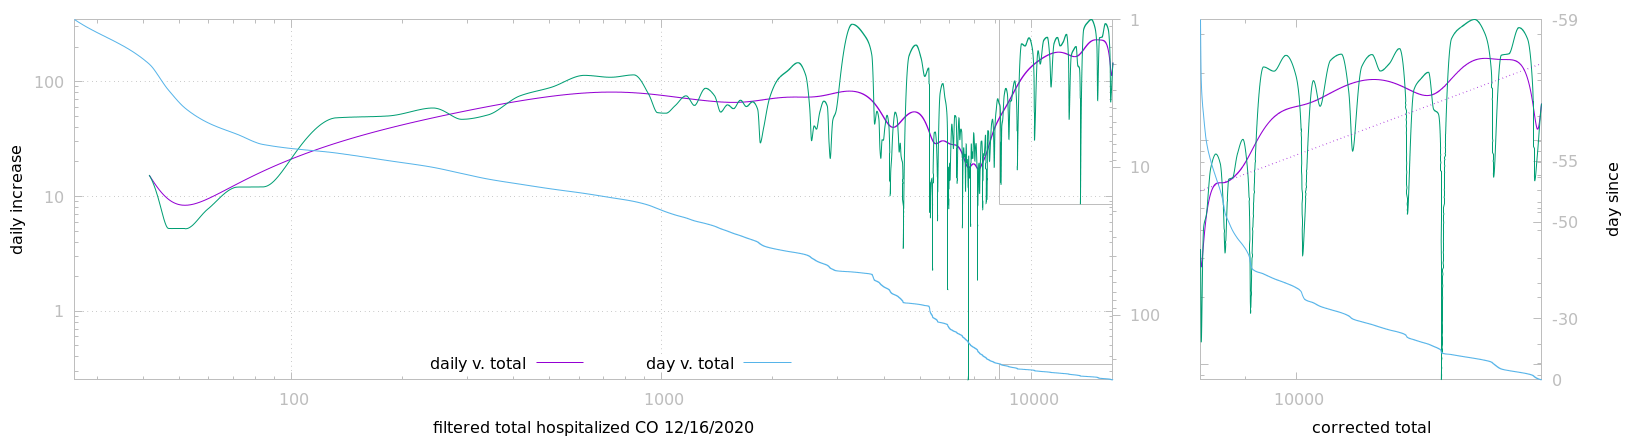 1
-59
100
daily increase
10
-55
day since
10
-50
1
100
-30
daily v. total
day v. total
0
100
1000
10000
10000
filtered total hospitalized CO 12/16/2020
corrected total